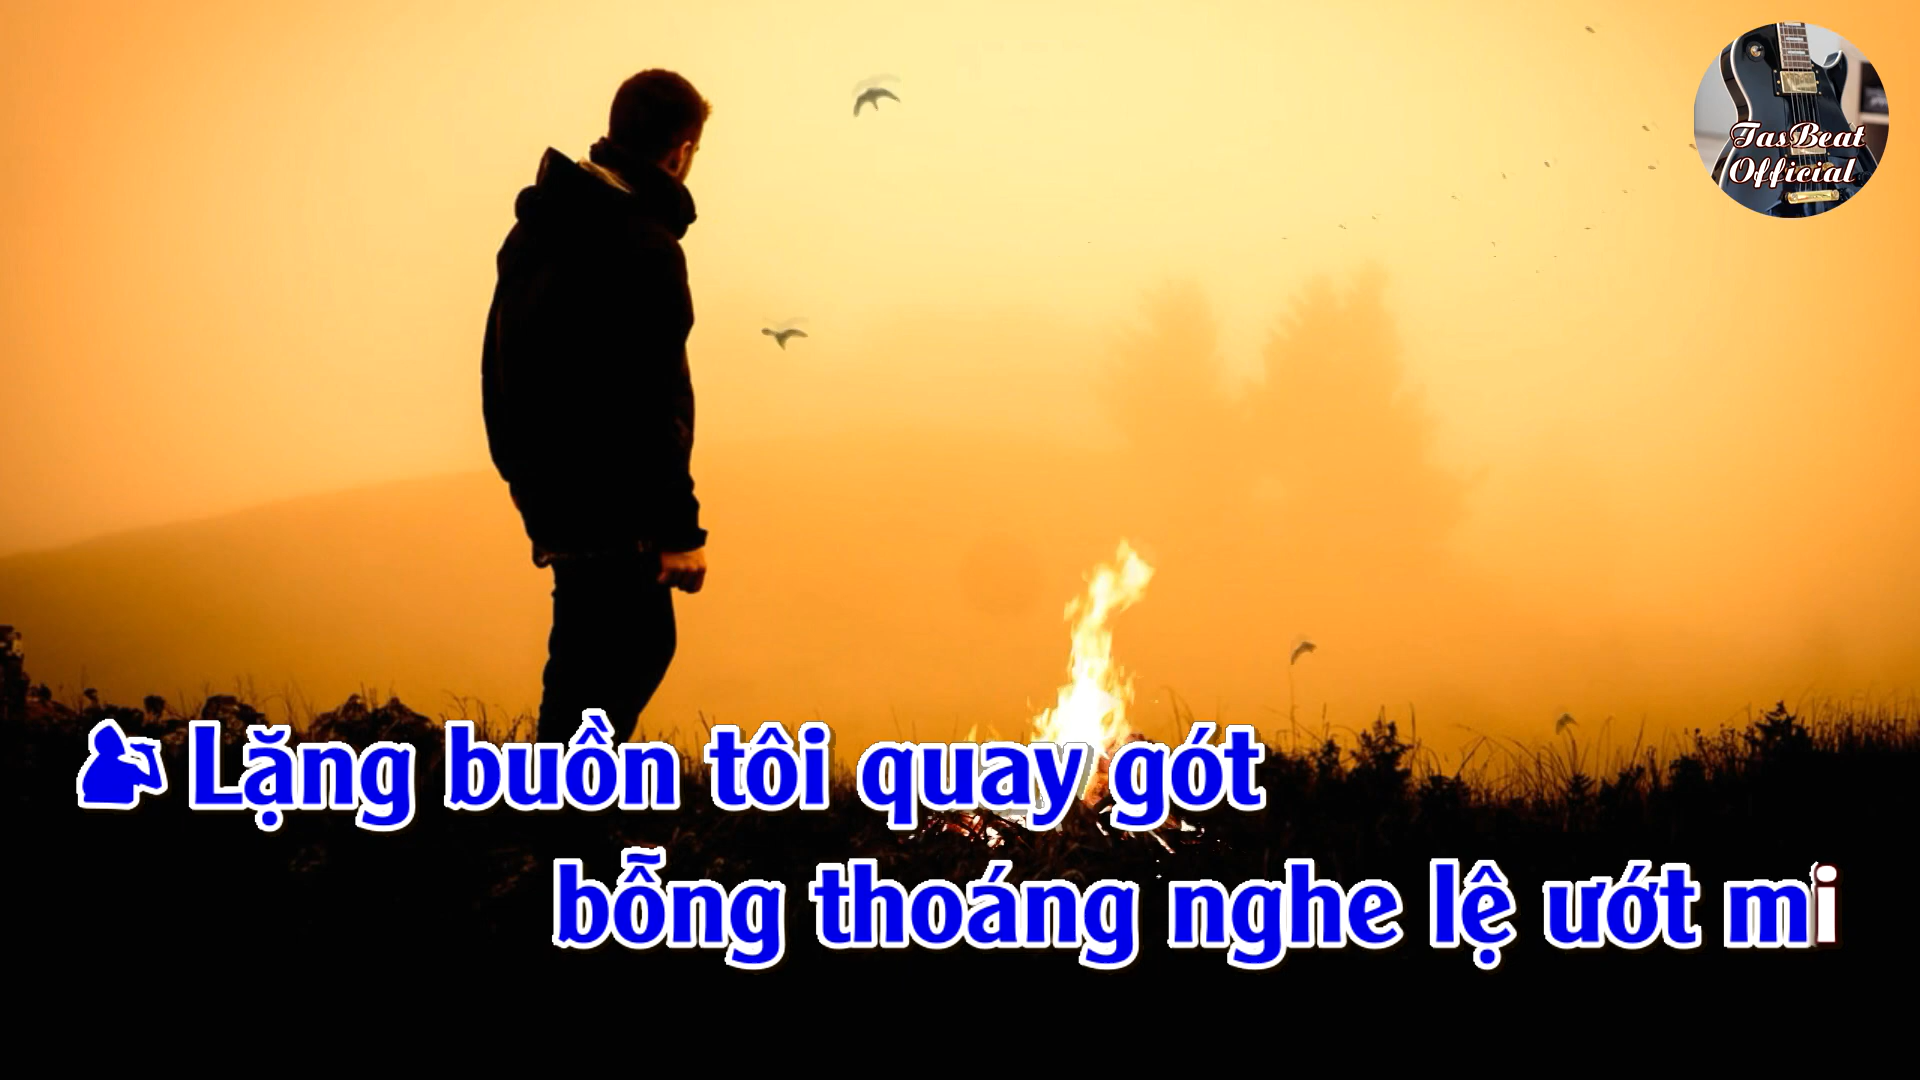 TasBeat
Official
Lặng buồn tôi quay gót
bỗng thoáng nghe lệ ướt mi